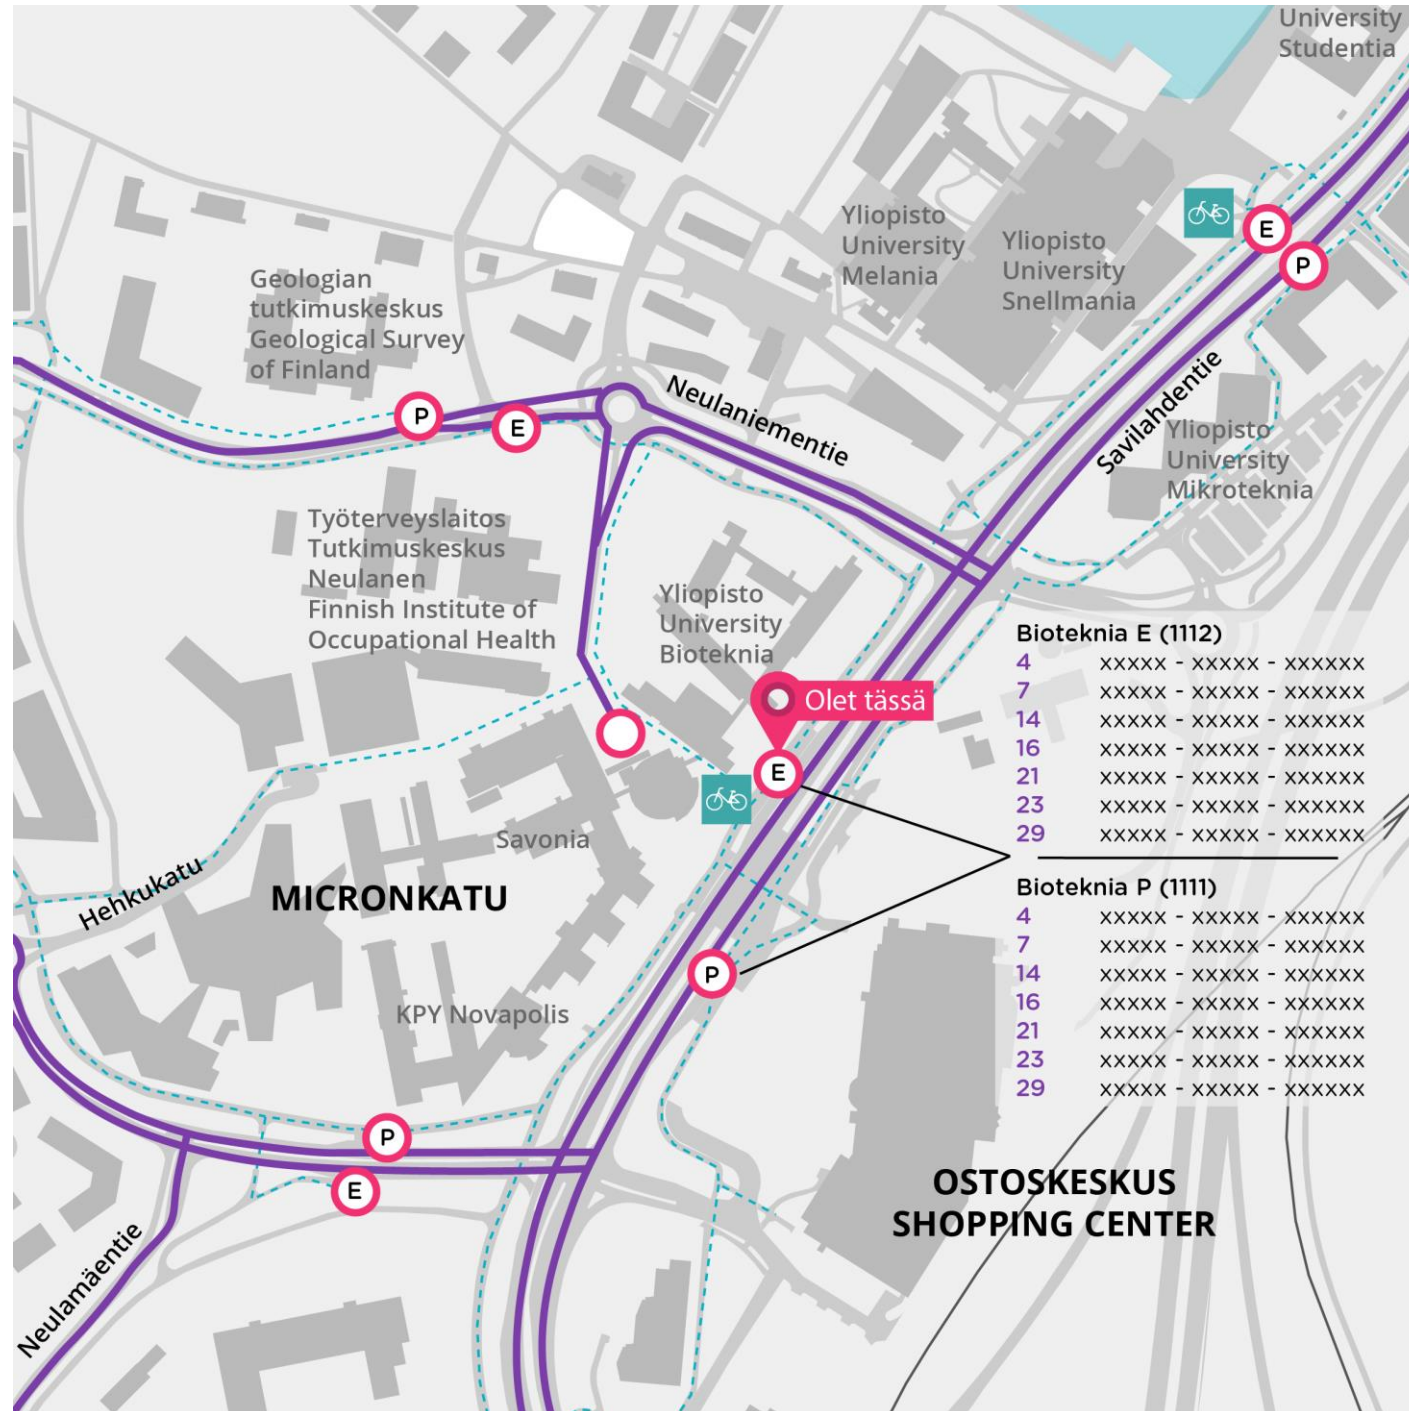 University
Studentia
Yliopisto
University
Melania
Yliopisto
University
Snellmania
E
P
Geologian
tutkimuskeskus
Geological Survey
of Finland
P
E
Neulaniementie
Savilahdentie
Yliopisto
University
Mikroteknia
Työterveyslaitos
Tutkimuskeskus
Neulanen
Finnish Institute of
Occupational Health
Yliopisto
University
Bioteknia
Olet tässä
E
Bioteknia E (1112)
4 xxxxx - xxxxx - xxxxxx
7 xxxxx - xxxxx - xxxxxx
14 xxxxx - xxxxx - xxxxxx
16 xxxxx - xxxxx - xxxxxx
21 xxxxx - xxxxx - xxxxxx
23 xxxxx - xxxxx - xxxxxx
29 xxxxx - xxxxx - xxxxxx
Bioteknia P (1111)
4 xxxxx - xxxxx - xxxxxx
7 xxxxx - xxxxx - xxxxxx
14 xxxxx - xxxxx - xxxxxx
16 xxxxx - xxxxx - xxxxxx
21 xxxxx - xxxxx - xxxxxx
23 xxxxx - xxxxx - xxxxxx
29 xxxxx - xxxxx - xxxxxx
Savonia
Hehkukatu
MICRONKATU
P
KPY Novapolis
P
E
OSTOSKESKUS
SHOPPING CENTER
Neulamäentie